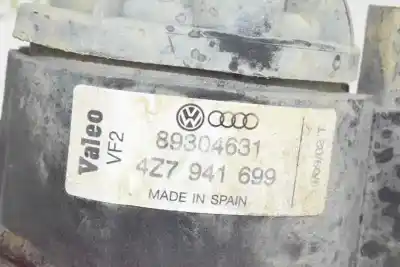 Valeo
VF2
89304631
4Z7 941 699
MADE IN SPAIN